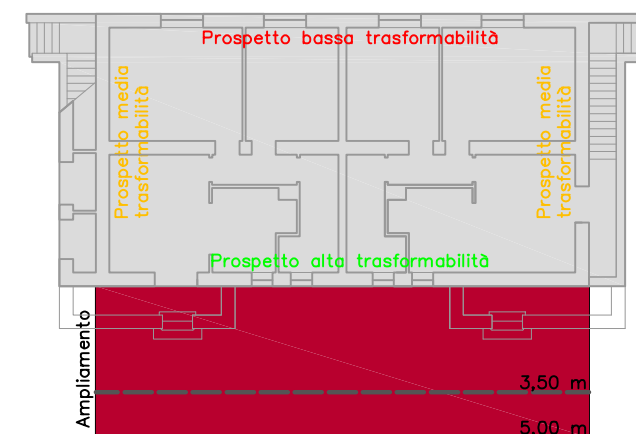 Prospetto bassa trasformabilità
Prospetto media
trasformabilità
Prospetto media
trasformabilità
Prospetto alta trasformabilità
Ampliamento
3,50 m
5,00 m